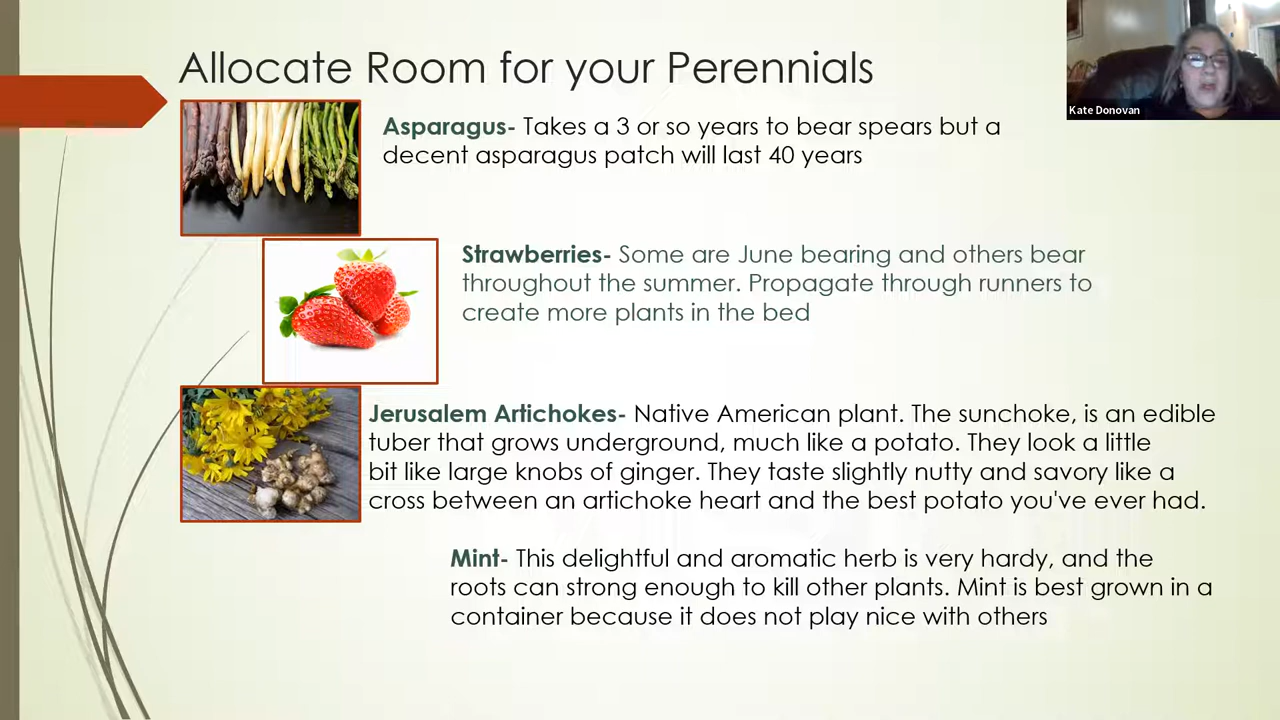 Allocate Room for your Perennials
Kate Donovan
Asparagus- Takes a 3 or so years to bear spears but a
decent asparagus patch will last 40 years
Strawberries- Some are June bearing and others bear
throughout the summer. Propagate through runners to
create more plants in the bed
Jerusalem Artichokes- Native American plant. The sunchoke, is an edible
tuber that grows underground, much like a potato. They look a little
bit like large knobs of ginger. They taste slightly nutty and savory like a
cross between an artichoke heart and the best potato you've ever had.
Mint- This delightful and aromatic herb is very hardy, and the
roots can strong enough to kill other plants. Mint is best grown in a
container because it does not play nice with others